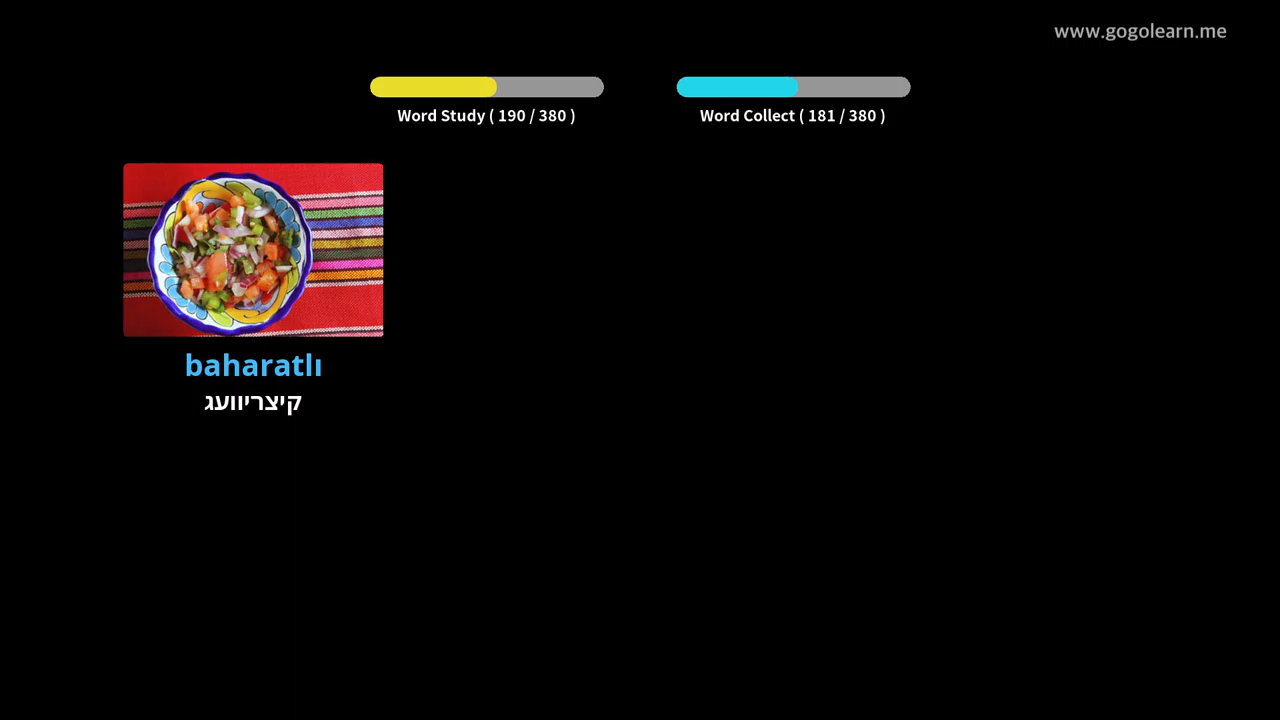 www.gogolearn.me
Word Study ( 190 / 380 )
Word Collect ( 181 / 380 )
baharatlı
קיצריוועג